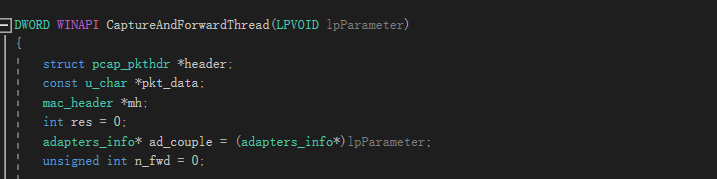 DWORD WINAPI CaptureAndForwardThread(LPVOID lpParameter)
{
struct pcap_pkthdr *header;
const u_char *pkt_data;
mac_header *mh;
int res = 0;
adapters_info* ad_couple = (adapters_info*)lpParameter;
unsigned int n_fwd = 0;